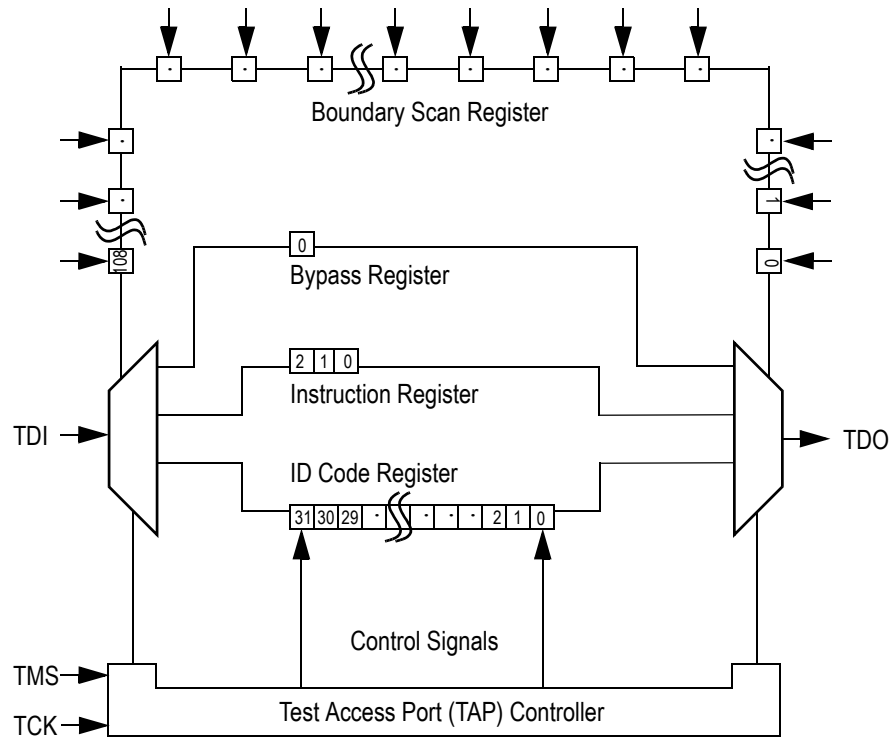 · · · · · · · ·
Boundary Scan Register
· ·
· 1
108 0
0
Bypass Register
2 1 0
Instruction Register
TDI TDO
ID Code Register
31 30 29 · · · · 2 1 0
Control Signals
TMS
Test Access Port (TAP) Controller
TCK